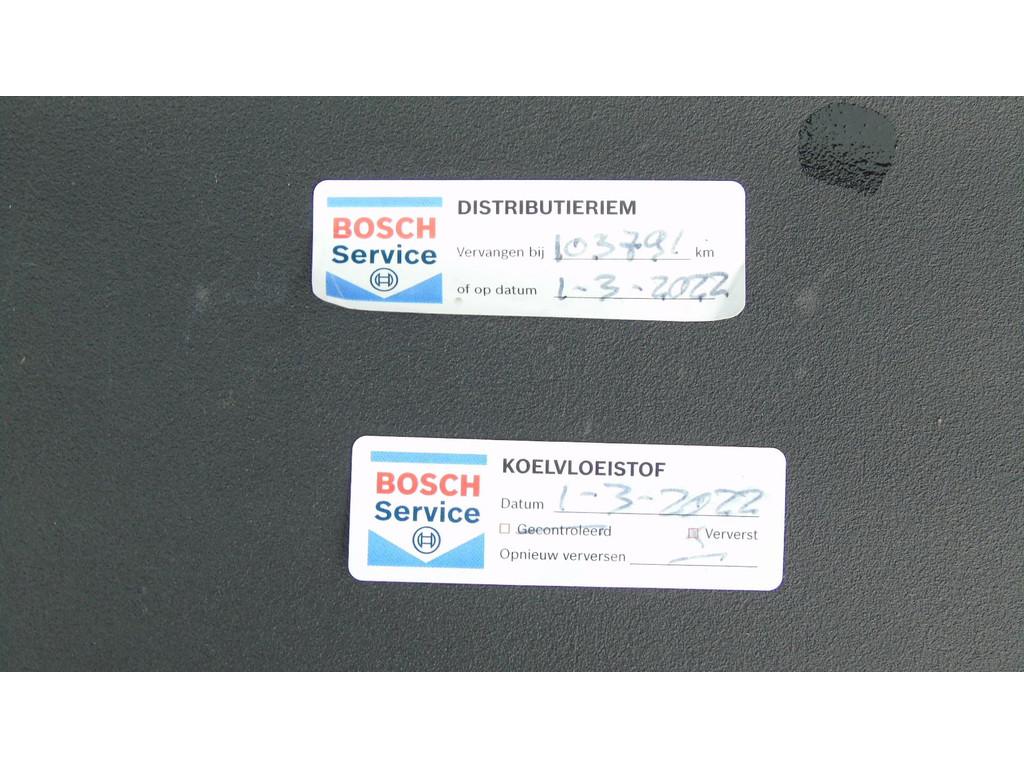 BOSCH
Service
DISTRIBUTIERIEM
Vervangen bij 103791 km
of op datum 1-3-2022
BOSCH
Service
KOELVLOEISTOF
Datum 1-3-2022
Gecontroleerd Ververst
Opnieuw verversen